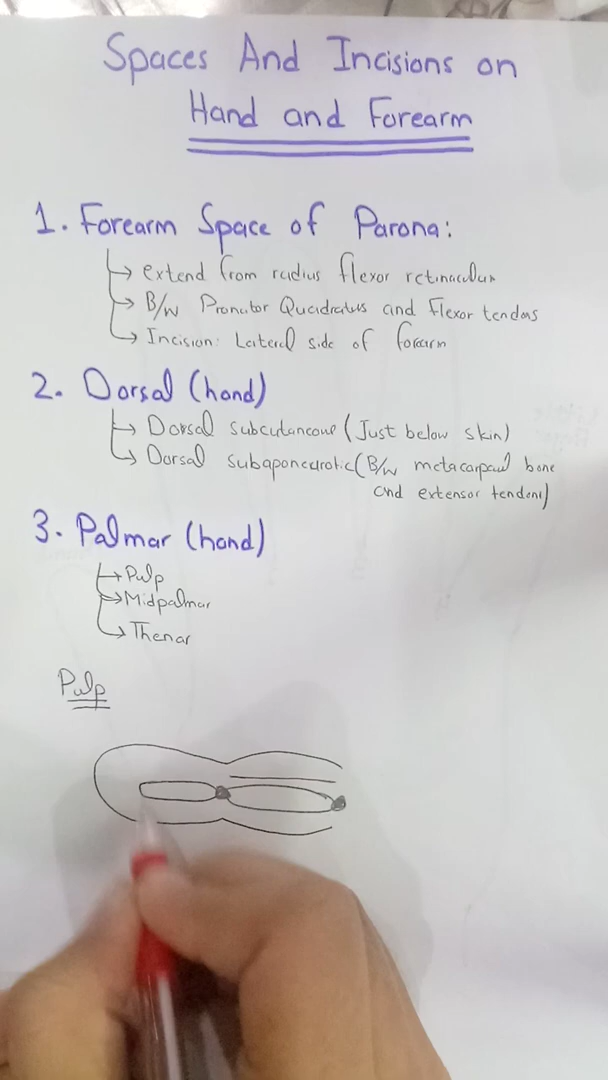 Spaces And Incisions on
Hand and Forearm
1. Forearm Space of Parona:
extend from radius flexor retinaculum
B/w Pronator Quadratus and Flexor tendons
Incision: Lateral side of forearm
2. Dorsal (hand)
Dorsal subcutaneous (Just below skin)
Dorsal subaponeurotic (B/w metacarpal bone
and extensor tendons)
3. Palmar (hand)
Pulp
Midpalmar
Thenar
Pulp